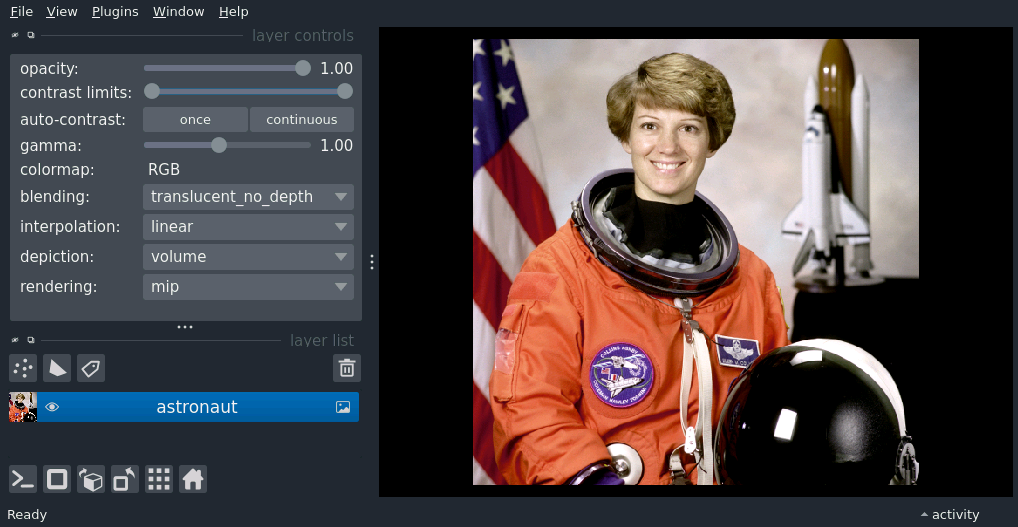 File View Plugins Window Help
layer controls
opacity: 1.00
contrast limits:
auto-contrast: once continuous
gamma: 1.00
colormap: RGB
blending: translucent_no_depth
interpolation: linear
depiction: volume
rendering: mip
layer list
astronaut
Ready
activity